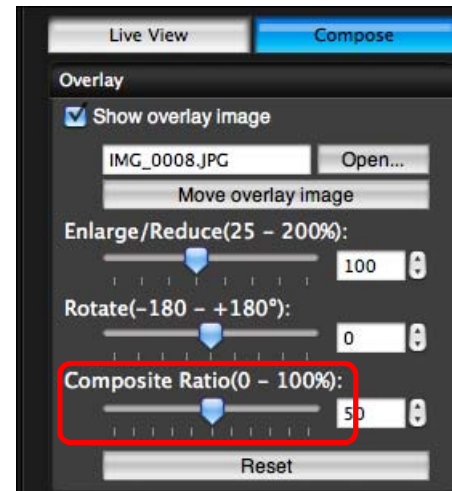 Live View Compose
Overlay
Show overlay image
IMG_0008.JPG Open...
Move overlay image
Enlarge/Reduce(25 – 200%):
100
Rotate(–180 – +180°):
0
Composite Ratio(0 – 100%):
50
Reset